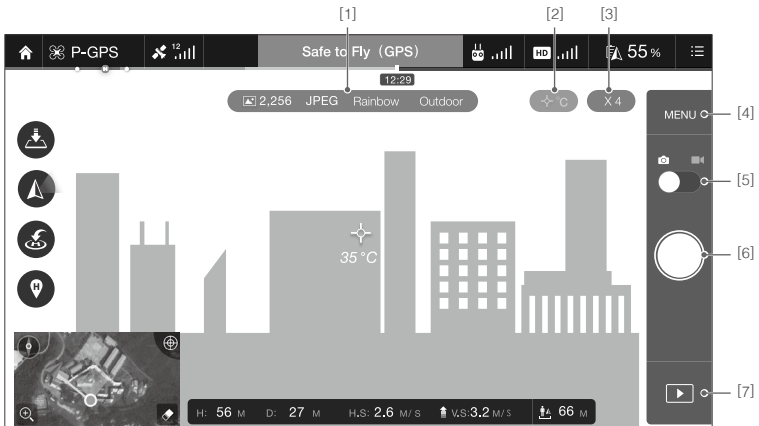 [1] [2] [3]
P-GPS 12 Safe to Fly (GPS) HD 55%
H 12:29
2,256 JPEG Rainbow Outdoor °C X 4
MENU [4]
[5]
35°C
[6]
H
[7]
H: 56 M D: 27 M H.S: 2.6 M/S V.S: 3.2 M/S 66 M